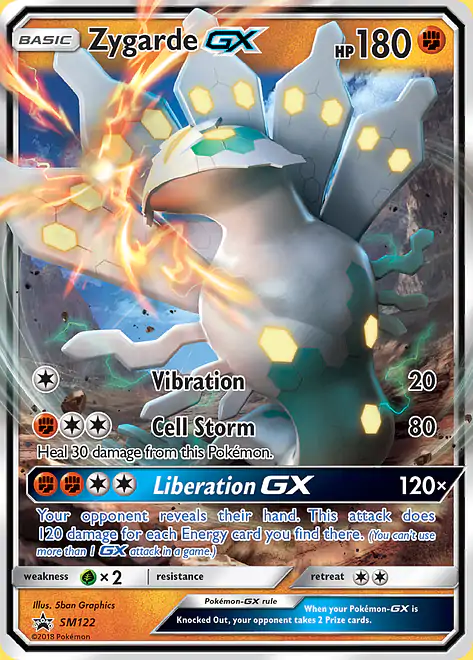 BASIC Zygarde GX HP 180
Vibration 20
Cell Storm 80
Heal 30 damage from this Pokémon.
Liberation GX 120×
Your opponent reveals their hand. This attack does
120 damage for each Energy card you find there. (You can't use
more than 1 GX attack in a game.)
weakness × 2 resistance retreat
Illus. 5ban Graphics
SM122
©2018 Pokémon
Pokémon-GX rule
When your Pokémon-GX is
Knocked Out, your opponent takes 2 Prize cards.